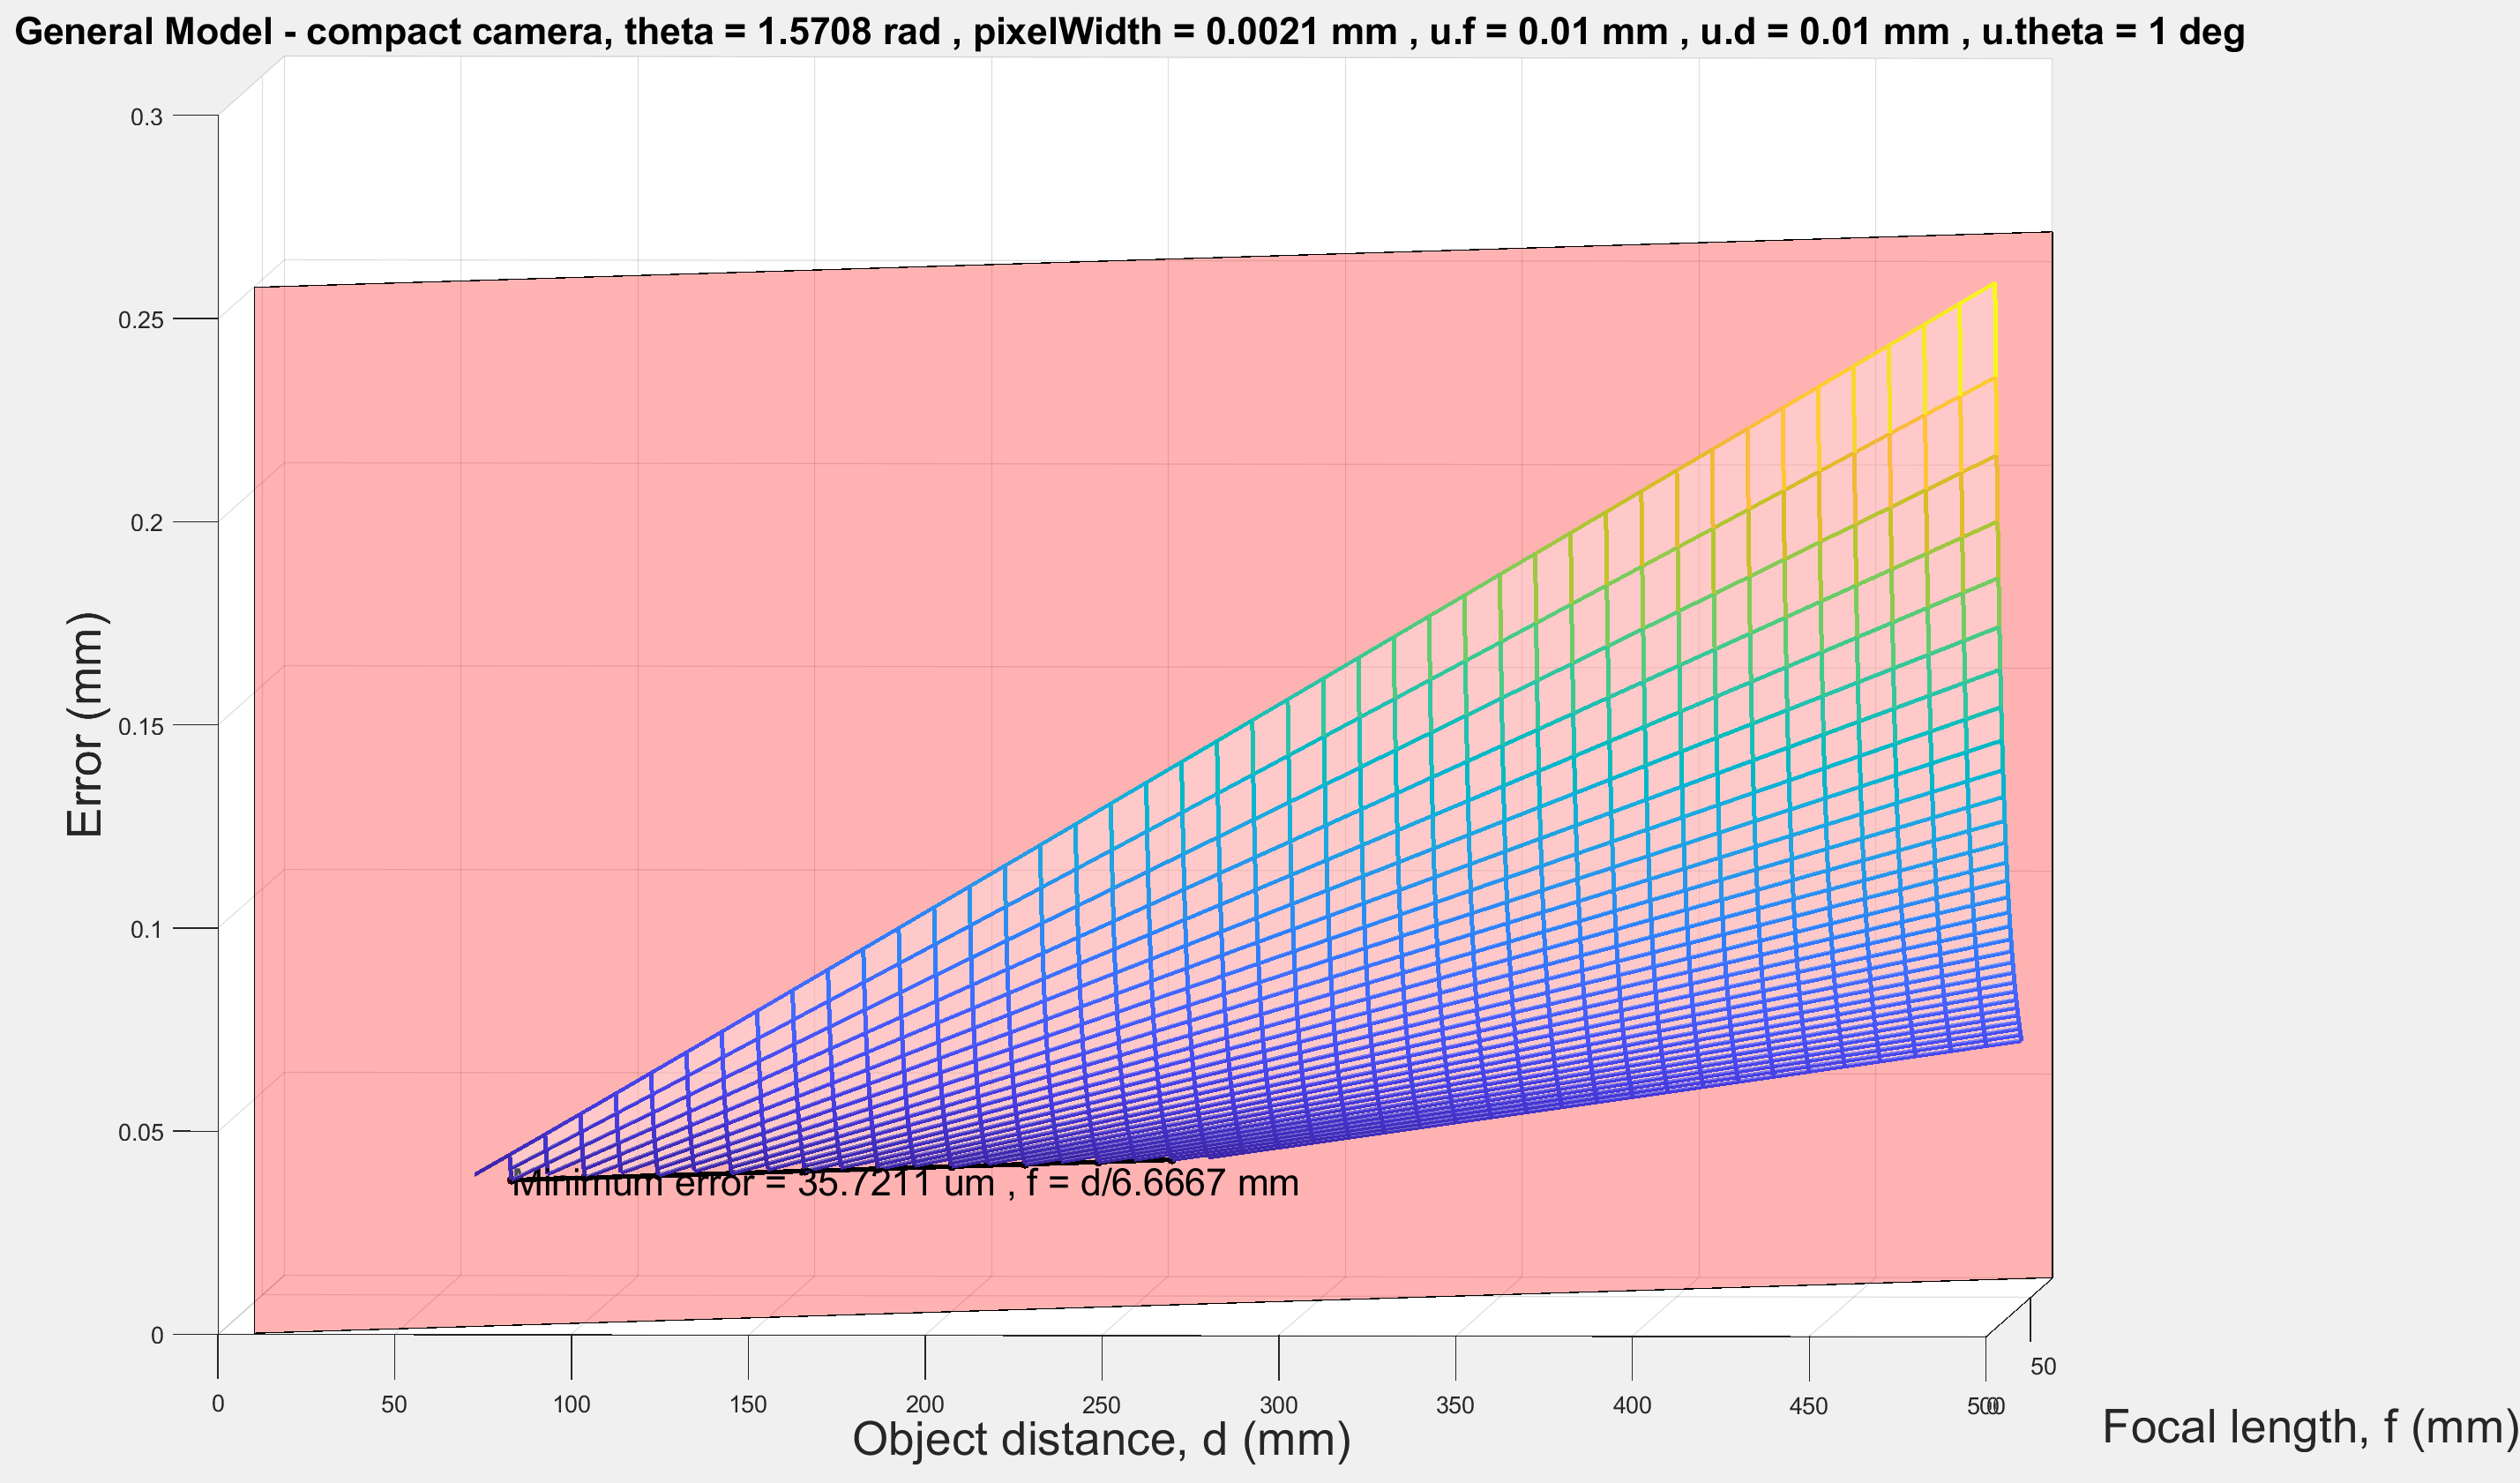 General Model - compact camera, theta = 1.5708 rad , pixelWidth = 0.0021 mm , u.f = 0.01 mm , u.d = 0.01 mm , u.theta = 1 deg
0.3
0.25
0.2
0.15
0.1
0.05
0
Error (mm)
Minimum error = 35.7211 um , f = d/6.6667 mm
0 50 100 150 200 250 300 350 400 450 500
0
50
Object distance, d (mm)
Focal length, f (mm)